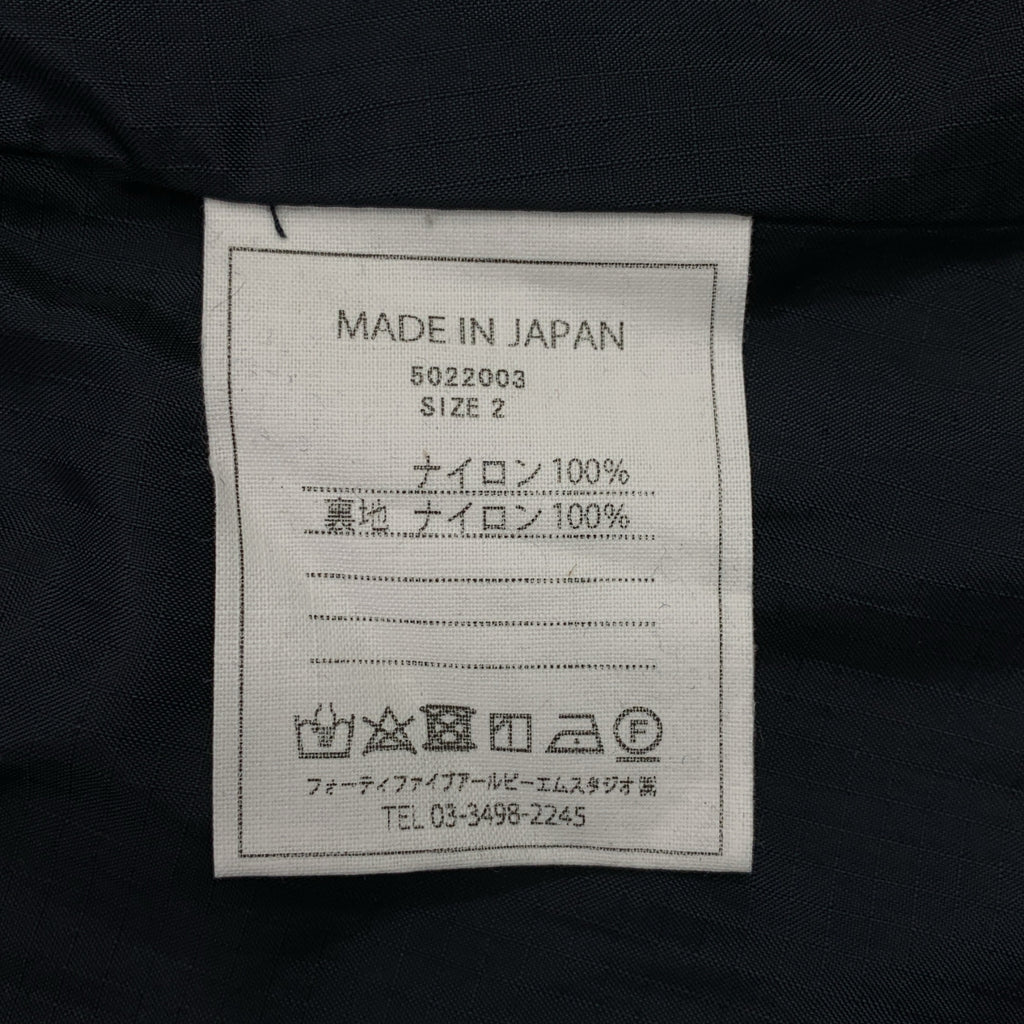 MADE IN JAPAN
5022003
SIZE 2
ナイロン 100%
裏地 ナイロン 100%
フォーティファイブアールピーエムスタジオ㈱
TEL 03-3498-2245